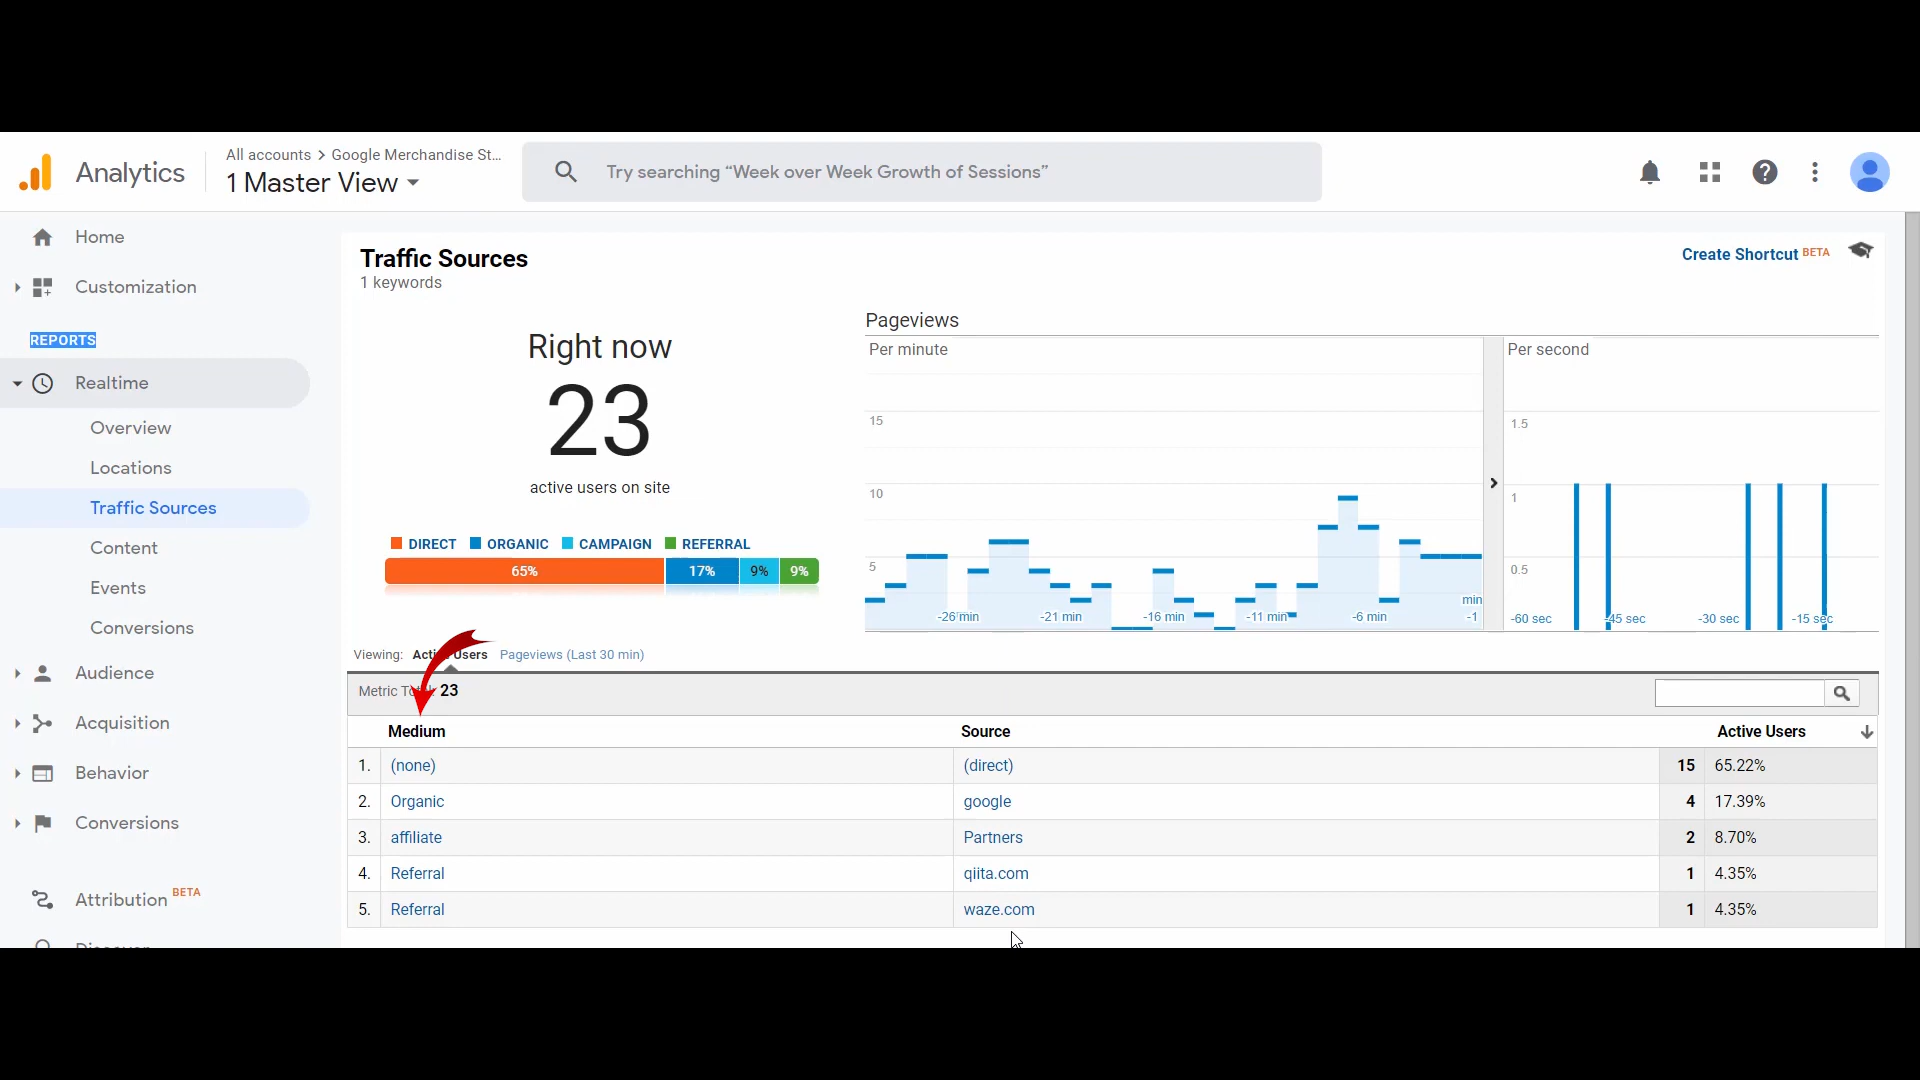 Analytics
All accounts > Google Merchandise St...
1 Master View
Try searching “Week over Week Growth of Sessions”
Home
Customization
REPORTS
Realtime
Overview
Locations
Traffic Sources
Content
Events
Conversions
Audience
Acquisition
Behavior
Conversions
Attribution BETA
Traffic Sources
1 keywords
Create Shortcut BETA
Right now
23
active users on site
DIRECT ORGANIC CAMPAIGN REFERRAL
65% 17% 9% 9%
Pageviews
Per minute
15
10
5
-26 min -21 min -16 min -11 min -6 min min
-1
Per second
1.5
1
0.5
-60 sec -45 sec -30 sec -15 sec
Viewing: Users Pageviews (Last 30 min)
Metric 23
Medium Source Active Users
1. (none) (direct) 15 65.22%
2. Organic google 4 17.39%
3. affiliate Partners 2 8.70%
4. Referral qiita.com 1 4.35%
5. Referral waze.com 1 4.35%